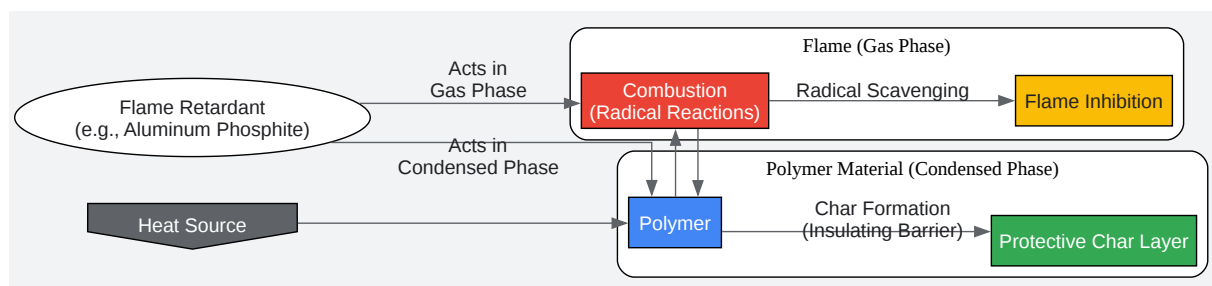 Flame (Gas Phase)
Acts in
Gas Phase
Combustion
(Radical Reactions)
Radical Scavenging
Flame Inhibition
Flame Retardant
(e.g., Aluminum Phosphite)
Acts in
Condensed Phase
Polymer Material (Condensed Phase)
Heat Source
Polymer
Char Formation
(Insulating Barrier)
Protective Char Layer